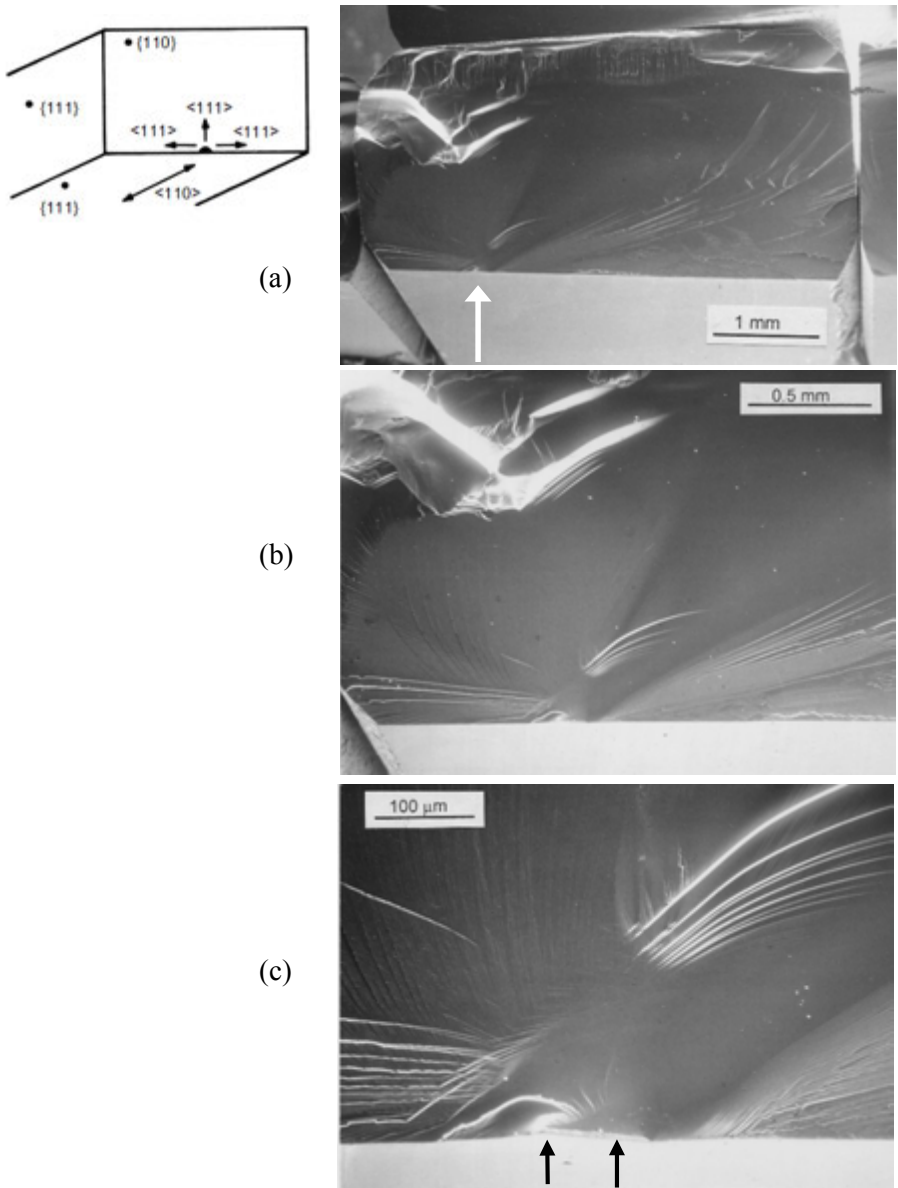 {110}
{111}
<111>
<111> <111>
<110>
{111}
(a)
1 mm
(b)
0.5 mm
(c)
100 μm